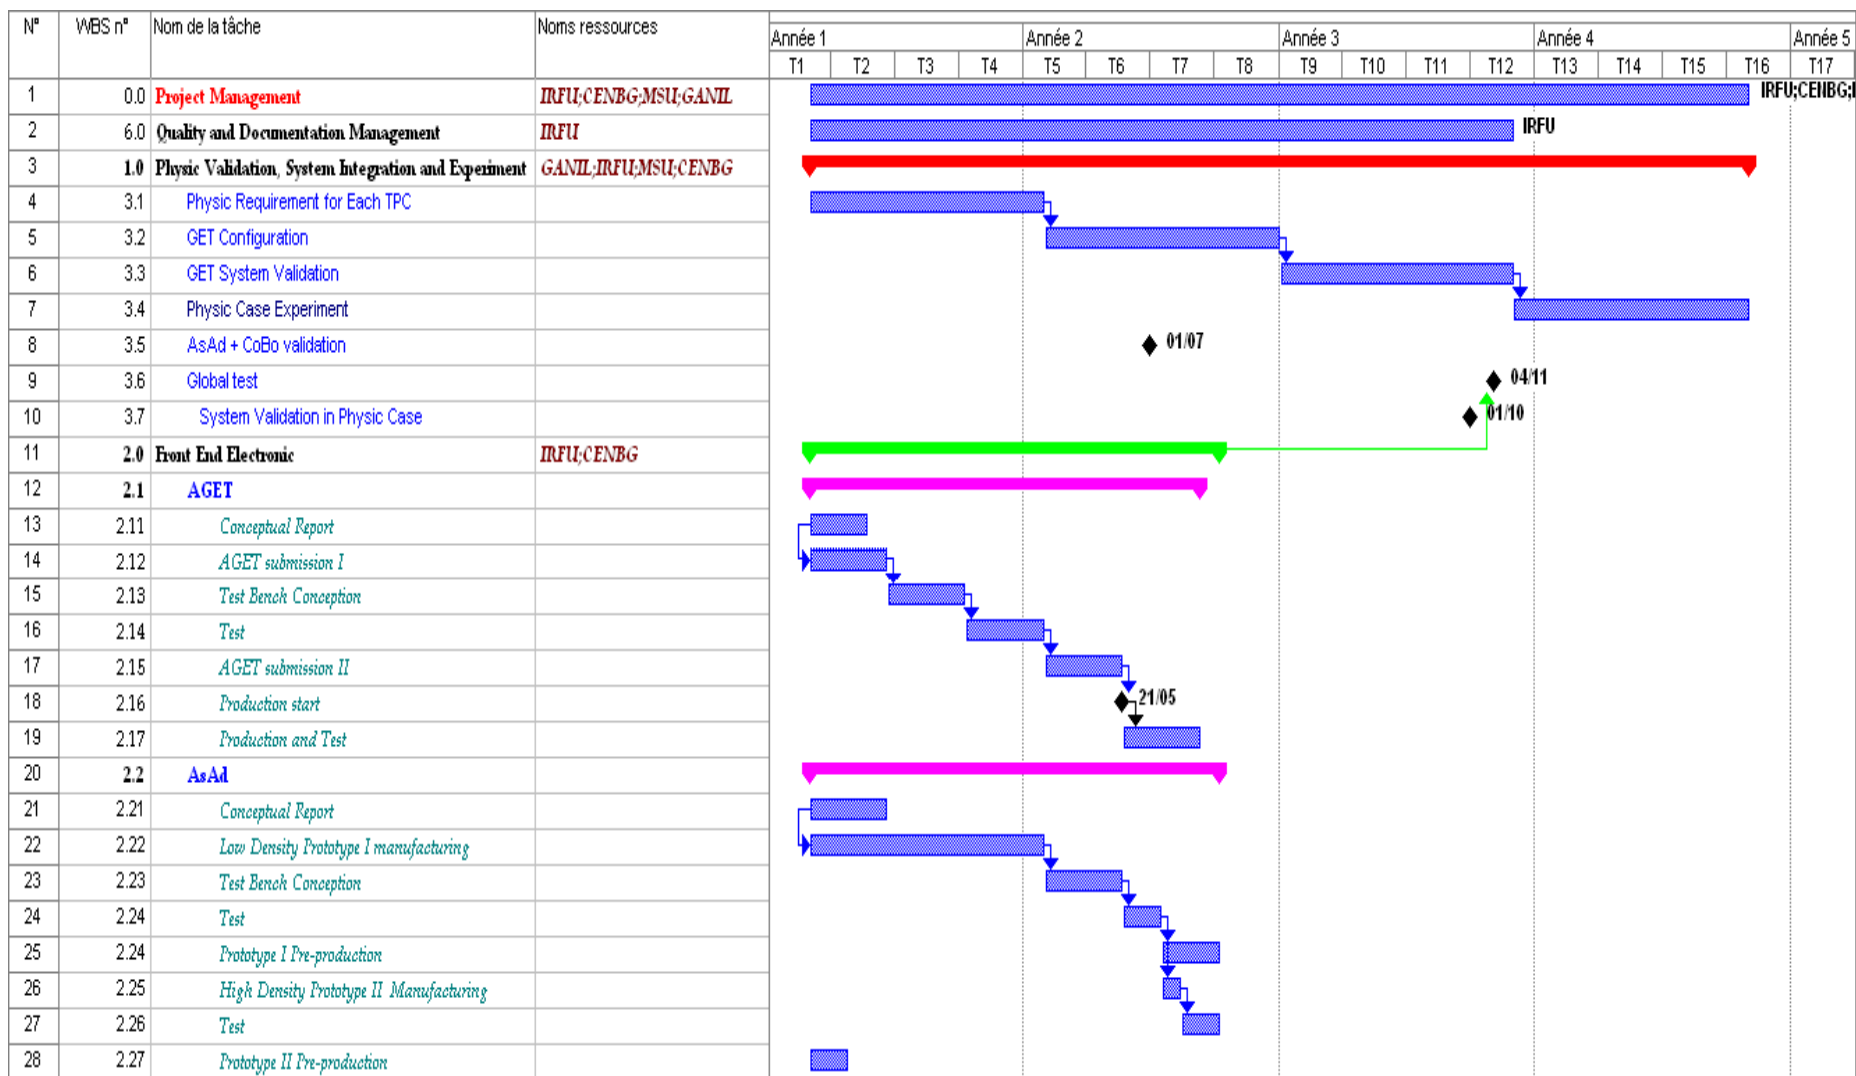 N° WBS n° Nom de la tâche Noms ressources
Année 1 Année 2 Année 3 Année 4 Année 5
T1 T2 T3 T4 T5 T6 T7 T8 T9 T10 T11 T12 T13 T14 T15 T16 T17
1 0.0 Project Management IRFU;CENBG;MSU;GANIL IRFU;CENBG;
2 6.0 Quality and Documentation Management IRFU IRFU
3 1.0 Physic Validation, System Integration and Experiment GANIL;IRFU;MSU;CENBG
4 3.1 Physic Requirement for Each TPC
5 3.2 GET Configuration
6 3.3 GET System Validation
7 3.4 Physic Case Experiment
8 3.5 AsAd + CoBo validation 01/07
9 3.6 Global test 04/11
10 3.7 System Validation in Physic Case 01/10
11 2.0 Front End Electronic IRFU;CENBG
12 2.1 AGET
13 2.11 Conceptual Report
14 2.12 AGET submission I
15 2.13 Test Bench Conception
16 2.14 Test
17 2.15 AGET submission II
18 2.16 Production start 21/05
19 2.17 Production and Test
20 2.2 AsAd
21 2.21 Conceptual Report
22 2.22 Low Density Prototype I manufacturing
23 2.23 Test Bench Conception
24 2.24 Test
25 2.24 Prototype I Pre-production
26 2.25 High Density Prototype II Manufacturing
27 2.26 Test
28 2.27 Prototype II Pre-production